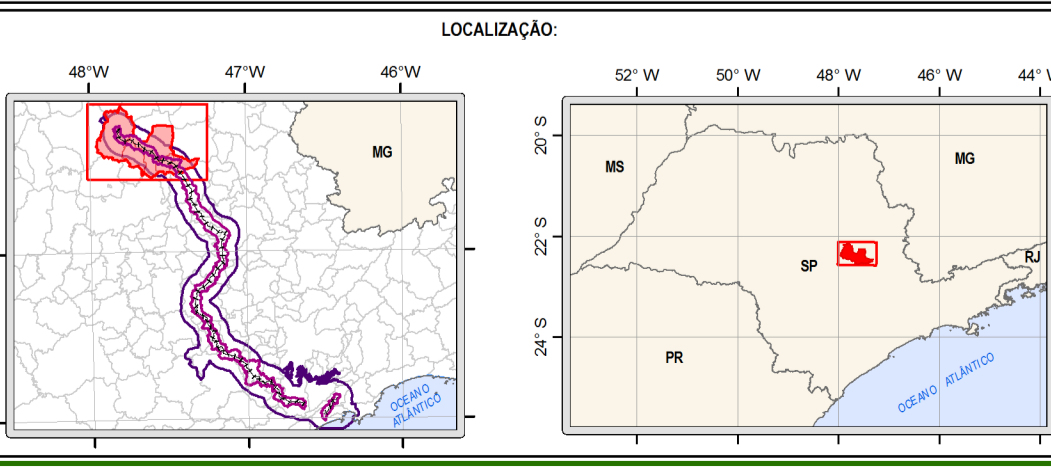 LOCALIZAÇÃO:
48°W 47°W 46°W
MG
OCEANO
ATLÂNTICO
52° W 50° W 48° W 46° W 44° W
20° S
22° S
24° S
MS
MG
SP
RJ
PR
OCEANO ATLÂNTICO